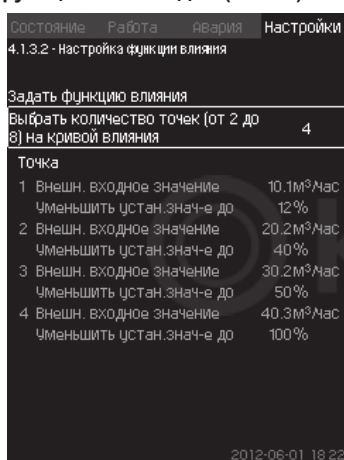 Состояние Работа Авария Настройки
4.1.3.2 - Настройка функции влияния
Задать функцию влияния
Выбрать количество точек (от 2 до
8) на кривой влияния 4
Точка
1 Внешн. входное значение 10.1м³/час
Уменьшить устан.знач-е до 12%
2 Внешн. входное значение 20.2м³/час
Уменьшить устан.знач-е до 40%
3 Внешн. входное значение 30.2м³/час
Уменьшить устан.знач-е до 50%
4 Внешн. входное значение 40.3м³/час
Уменьшить устан.знач-е до 100%
2012-06-01 18:22